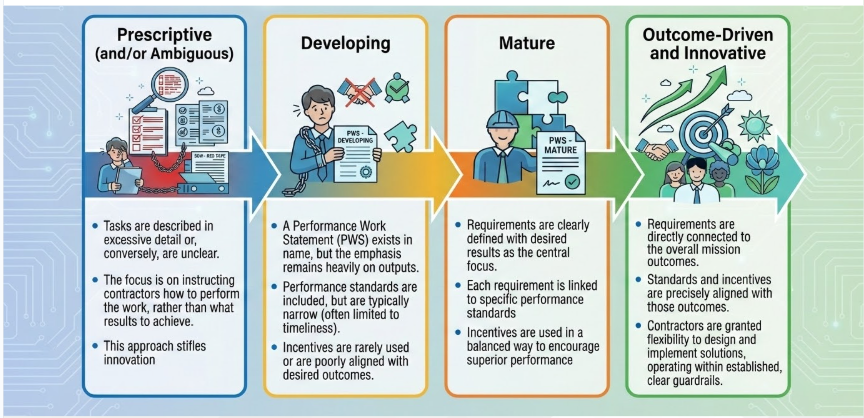 Prescriptive
(and/or Ambiguous)
SOW - RED TAPE
• Tasks are described in
excessive detail or,
conversely, are unclear.
• The focus is on instructing
contractors how to perform
the work, rather than what
results to achieve.
• This approach stifles
innovation
Developing
PWS -
DEVELOPING
• A Performance Work
Statement (PWS) exists in
name, but the emphasis
remains heavily on outputs.
• Performance standards are
included, but are typically
narrow (often limited to
timeliness).
• Incentives are rarely used
or are poorly aligned with
desired outcomes.
Mature
PWS -
MATURE
• Requirements are clearly
defined with desired
results as the central
focus.
• Each requirement is linked
to specific performance
standards
• Incentives are used in a
balanced way to encourage
superior performance
Outcome-Driven
and Innovative
• Requirements are
directly connected to
the overall mission
outcomes.
• Standards and incentives
are precisely aligned with
those outcomes.
• Contractors are granted
flexibility to design and
implement solutions,
operating within established,
clear guardrails.